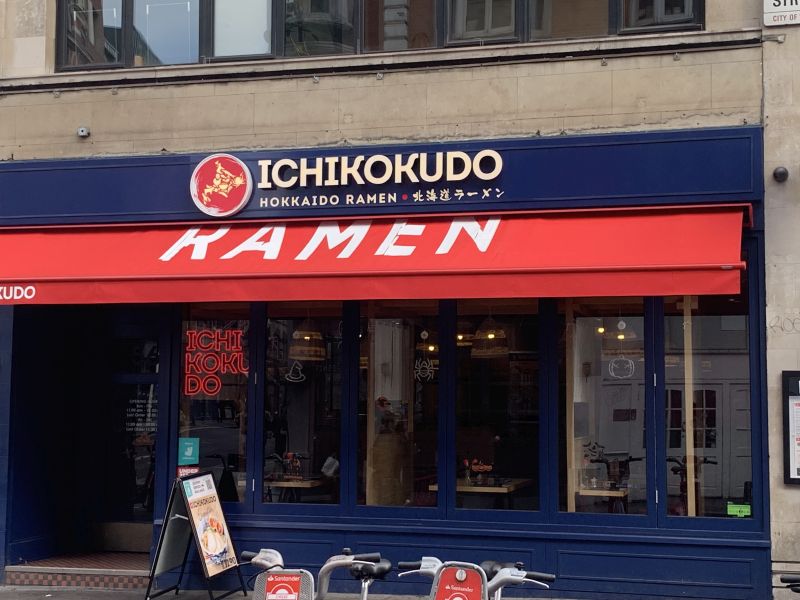 STR
CITY OF
ICHIKOKUDO
HOKKAIDO RAMEN • 北海道ラーメン
RAMEN
KUDO
ICHI
KOKU
DO
ICHIKOKUDO
Santander
Santander